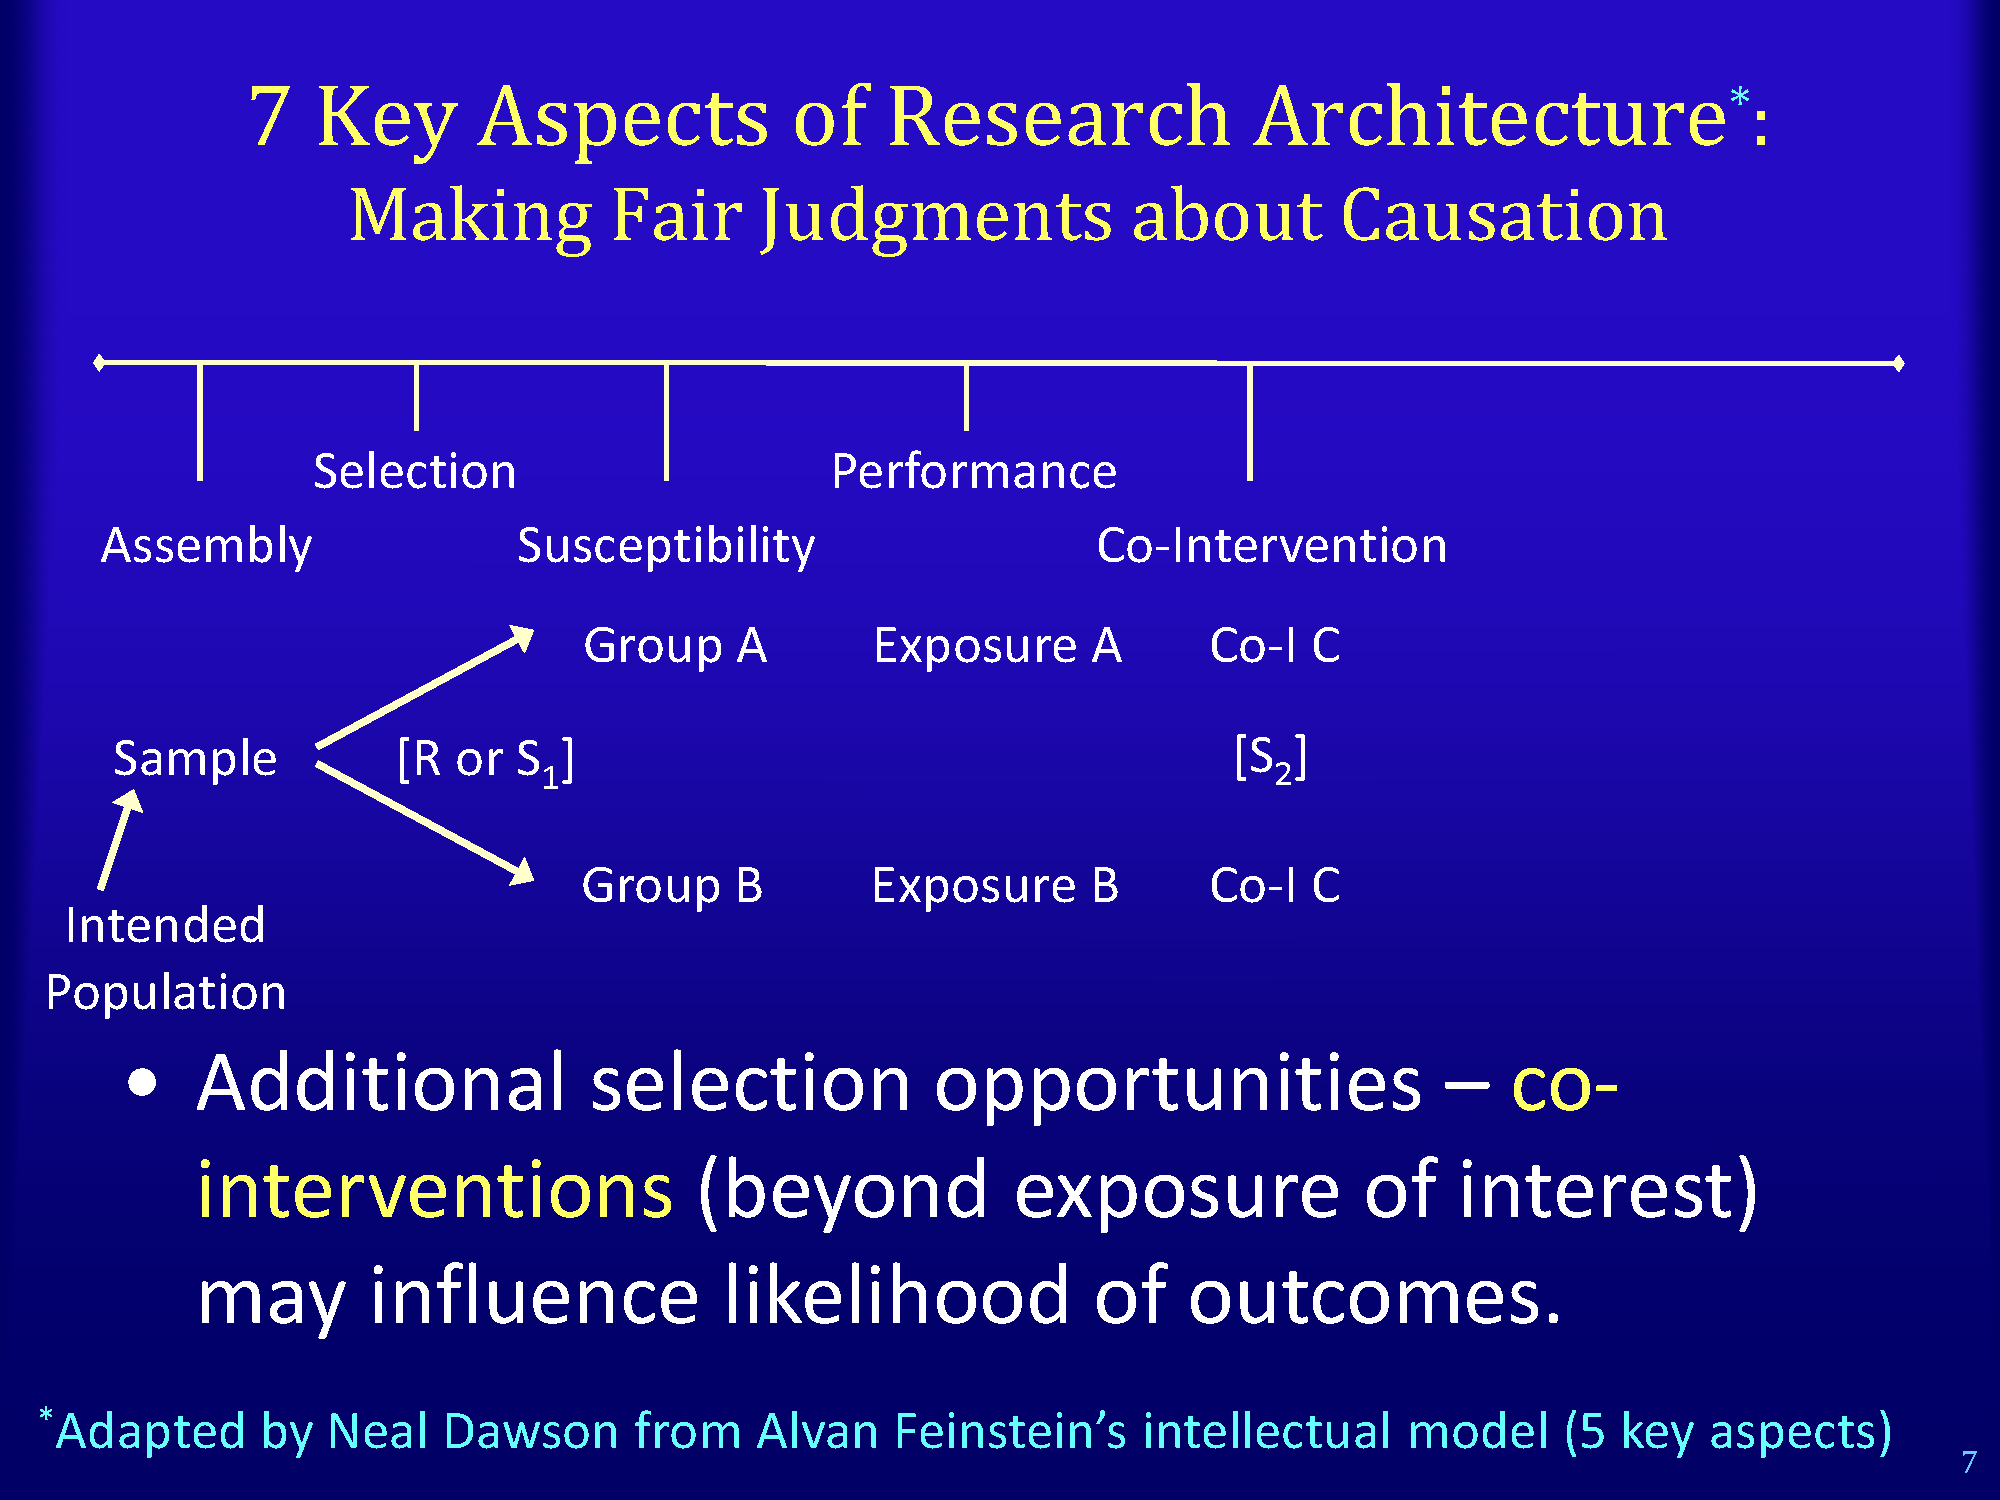 7 Key Aspects of Research Architecture*:
Making Fair Judgments about Causation
Selection
Performance
Assembly
Susceptibility
Co-Intervention
Group A
Exposure A
Co-I C
Sample
[R or S₁]
[S₂]
Group B
Exposure B
Co-I C
Intended
Population
• Additional selection opportunities – co-
interventions (beyond exposure of interest)
may influence likelihood of outcomes.
*Adapted by Neal Dawson from Alvan Feinstein’s intellectual model (5 key aspects)
7